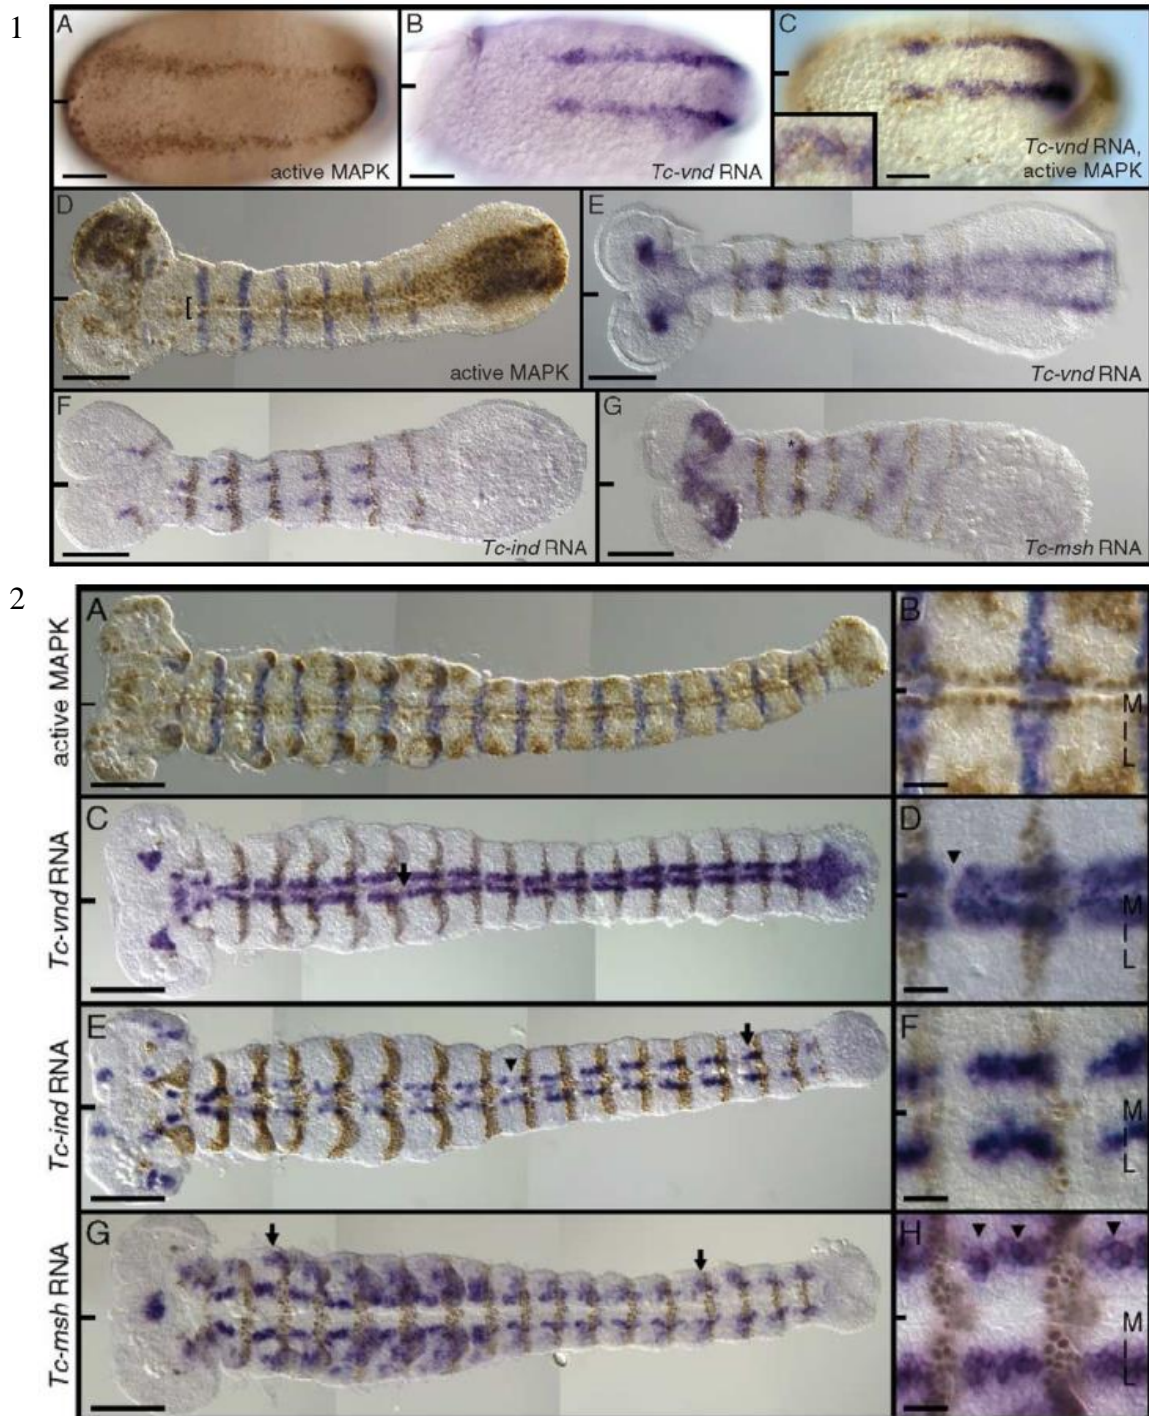 1
A
active MAPK
B
Tc-vnd RNA
C
Tc-vnd RNA,
active MAPK
D
[
active MAPK
E
Tc-vnd RNA
F
Tc-ind RNA
G
*
Tc-msh RNA
2
active MAPK
A
B
M
I
L
Tc-vnd RNA
C
D
M
I
L
Tc-ind RNA
E
F
M
I
L
Tc-msh RNA
G
H
M
I
L